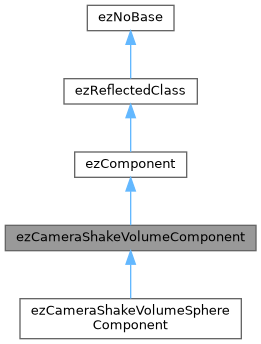 ezNoBase
ezReflectedClass
ezComponent
ezCameraShakeVolumeComponent
ezCameraShakeVolumeSphere
Component